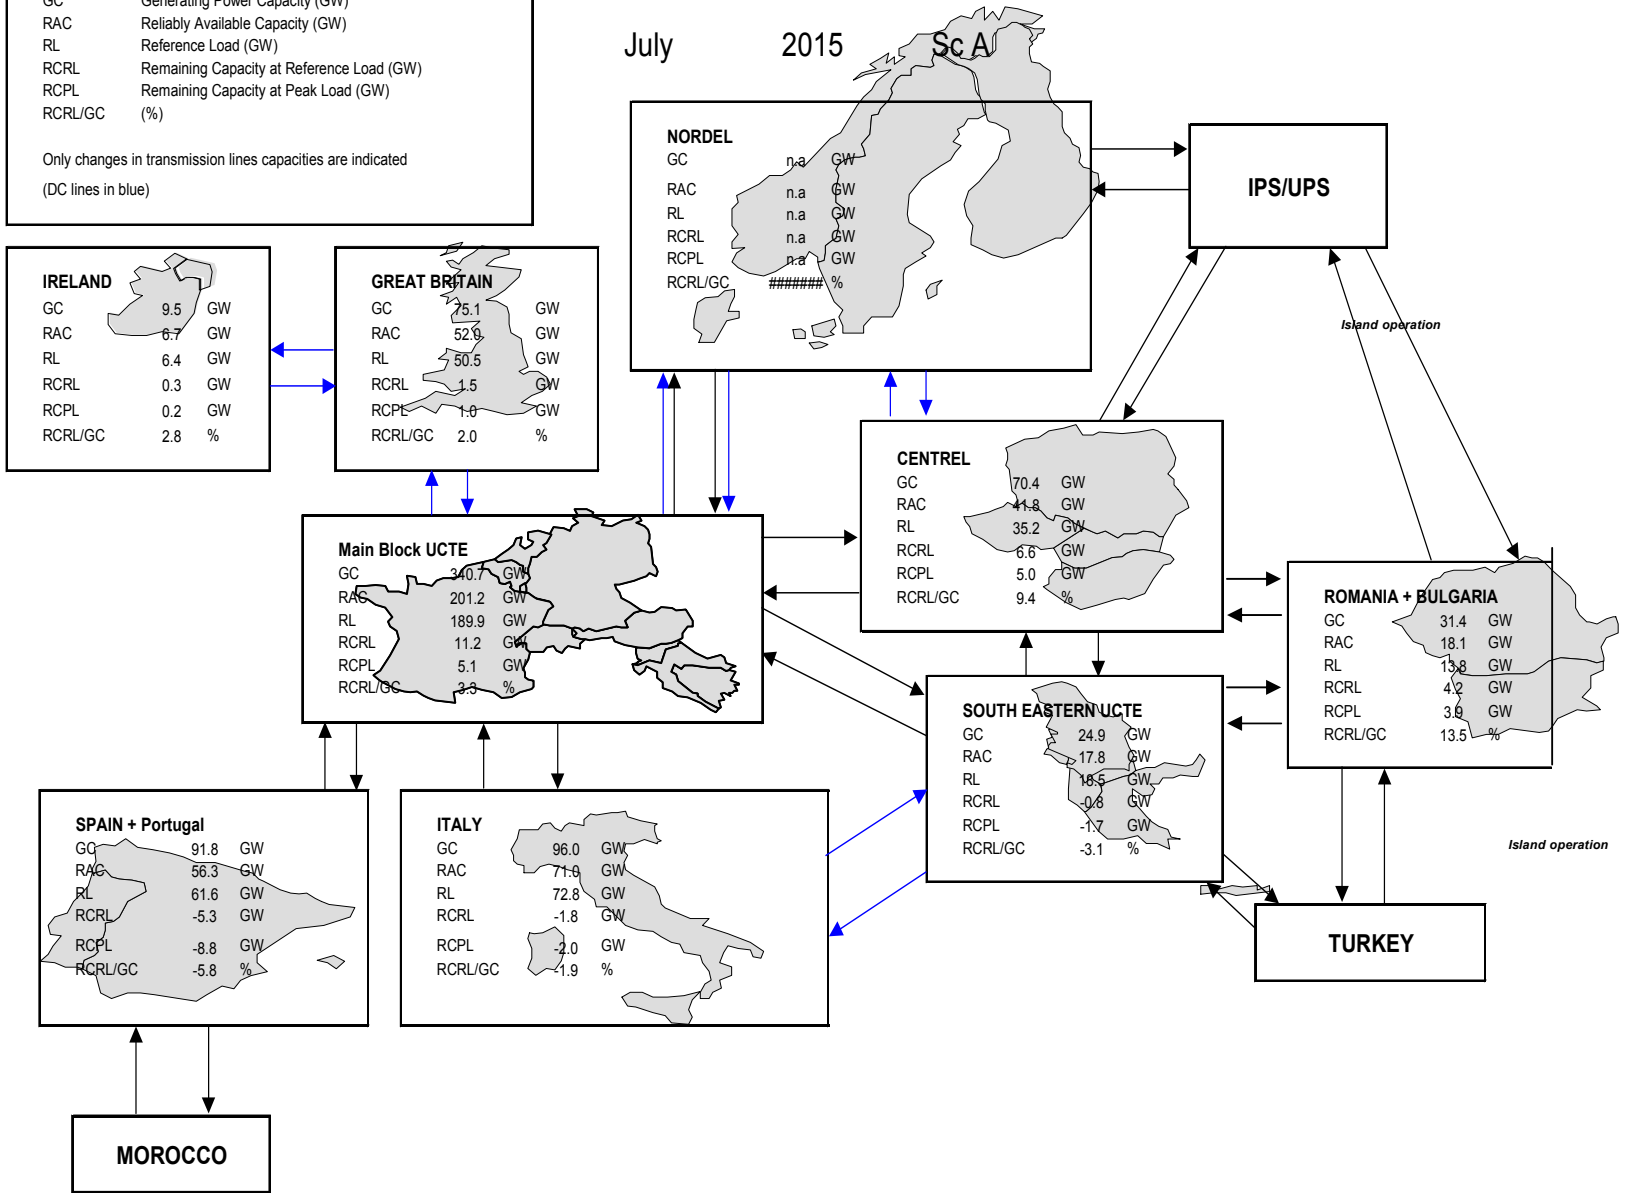 GC Generating Power Capacity (GW)
RAC Reliably Available Capacity (GW)
RL Reference Load (GW)
RCRL Remaining Capacity at Reference Load (GW)
RCPL Remaining Capacity at Peak Load (GW)
RCRL/GC (%)
Only changes in transmission lines capacities are indicated
(DC lines in blue)
July 2015 Sc A
NORDEL
GC n.a GW
RAC n.a GW
RL n.a GW
RCRL n.a GW
RCPL n.a GW
RCRL/GC ####### %
IPS/UPS
IRELAND
GC 9.5 GW
RAC 6.7 GW
RL 6.4 GW
RCRL 0.3 GW
RCPL 0.2 GW
RCRL/GC 2.8 %
GREAT BRITAIN
GC 75.1 GW
RAC 52.0 GW
RL 50.5 GW
RCRL 1.5 GW
RCPL 1.0 GW
RCRL/GC 2.0 %
Island operation
CENTREL
GC 70.4 GW
RAC 41.8 GW
RL 35.2 GW
RCRL 6.6 GW
RCPL 5.0 GW
RCRL/GC 9.4 %
Main Block UCTE
GC 340.7 GW
RAC 201.2 GW
RL 189.9 GW
RCRL 11.2 GW
RCPL 5.1 GW
RCRL/GC 3.3 %
ROMANIA + BULGARIA
GC 31.4 GW
RAC 18.1 GW
RL 13.8 GW
RCRL 4.2 GW
RCPL 3.9 GW
RCRL/GC 13.5 %
SOUTH EASTERN UCTE
GC 24.9 GW
RAC 17.8 GW
RL 18.5 GW
RCRL -0.8 GW
RCPL -1.7 GW
RCRL/GC -3.1 %
SPAIN + Portugal
GC 91.8 GW
RAC 56.3 GW
RL 61.6 GW
RCRL -5.3 GW
RCPL -8.8 GW
RCRL/GC -5.8 %
ITALY
GC 96.0 GW
RAC 71.0 GW
RL 72.8 GW
RCRL -1.8 GW
RCPL -2.0 GW
RCRL/GC -1.9 %
Island operation
TURKEY
MOROCCO